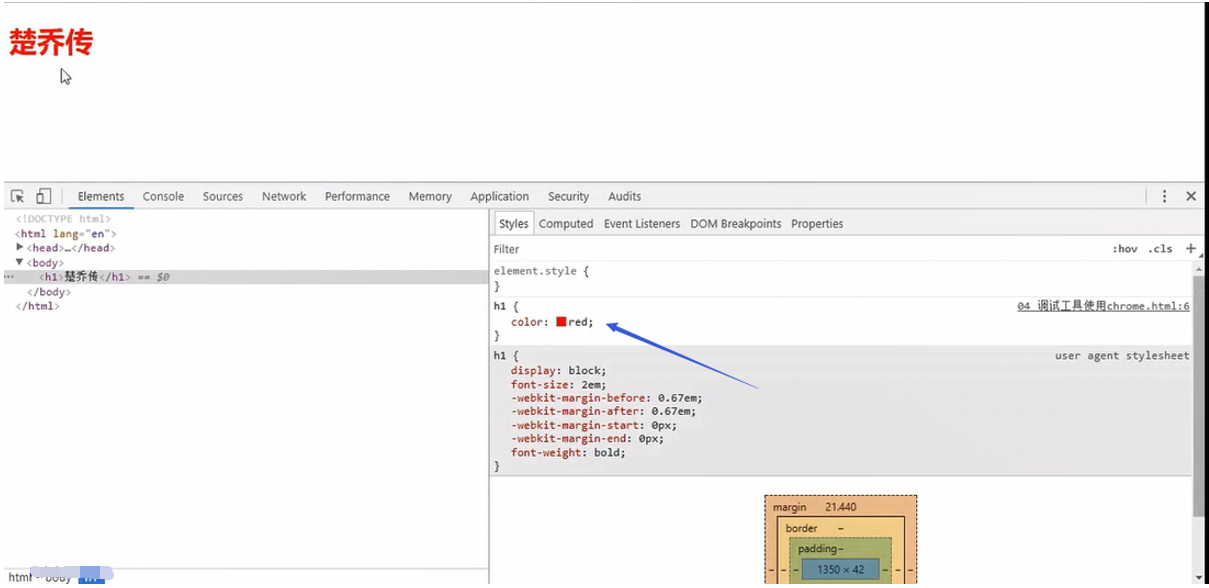 楚乔传
Elements Console Sources Network Performance Memory Application Security Audits
<!DOCTYPE html>
<html lang="en">
<head>…</head>
<body>
<h1>楚乔传</h1> == $0
</body>
</html>
Styles Computed Event Listeners DOM Breakpoints Properties
Filter :hov .cls +
element.style {
}
h1 { 04 调试工具使用chrome.html:6
color: red;
}
h1 { user agent stylesheet
display: block;
font-size: 2em;
-webkit-margin-before: 0.67em;
-webkit-margin-after: 0.67em;
-webkit-margin-start: 0px;
-webkit-margin-end: 0px;
font-weight: bold;
}
margin 21.440
border –
padding–
– – – 1350 × 42 – – –
html body